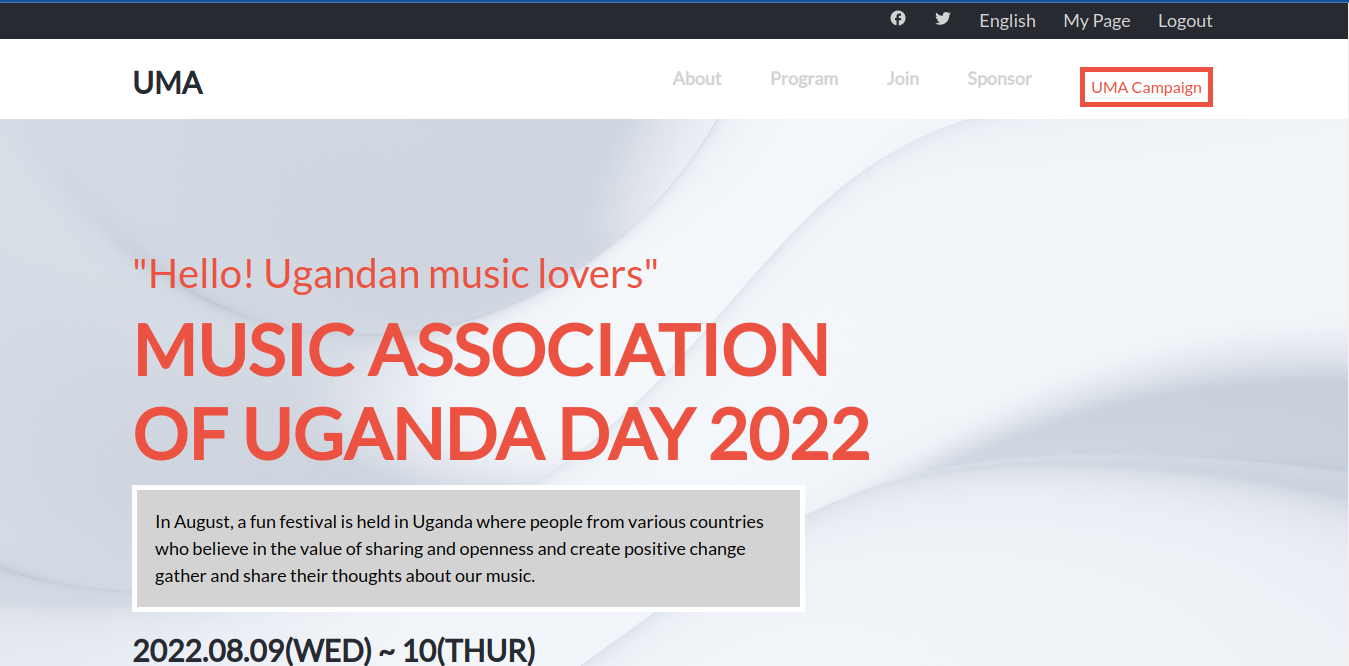 English My Page Logout
UMA About Program Join Sponsor UMA Campaign
"Hello! Ugandan music lovers"
MUSIC ASSOCIATION
OF UGANDA DAY 2022
In August, a fun festival is held in Uganda where people from various countries
who believe in the value of sharing and openness and create positive change
gather and share their thoughts about our music.
2022.08.09(WED) ~ 10(THUR)